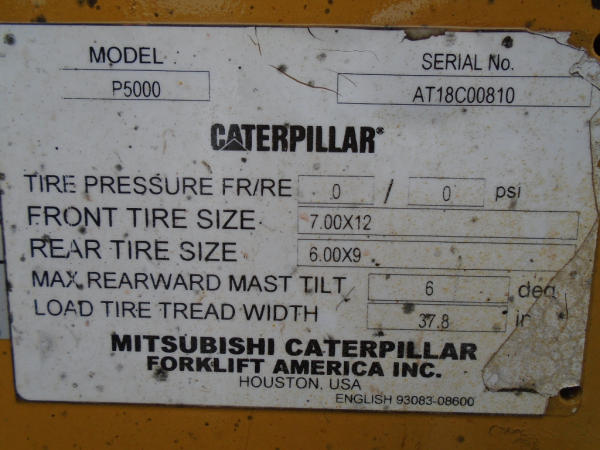 MODEL SERIAL No.
P5000 AT18C00810
CATERPILLAR®
TIRE PRESSURE FR/RE 0 / 0 psi
FRONT TIRE SIZE 7.00X12
REAR TIRE SIZE 6.00X9
MAX.REARWARD MAST TILT 6 deg
LOAD TIRE TREAD WIDTH 37.8 in
MITSUBISHI CATERPILLAR
FORKLIFT AMERICA INC.
HOUSTON, USA
ENGLISH 93083-08600